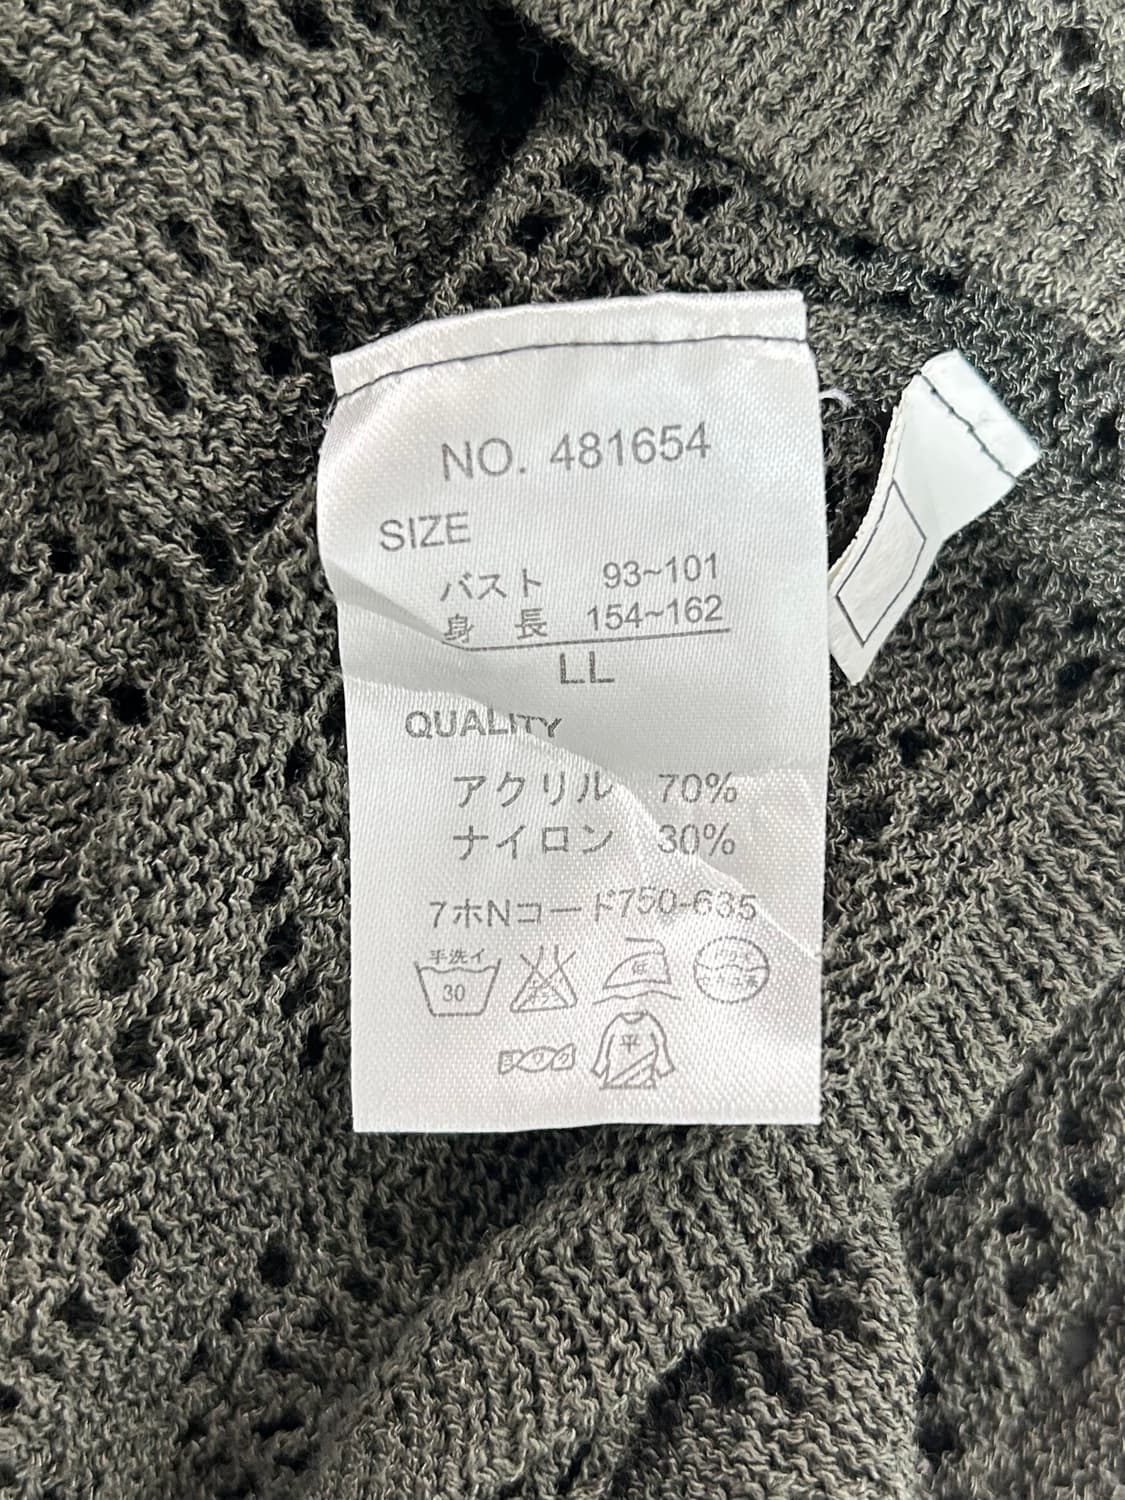 NO. 481654
SIZE
バスト 93~101
身長 154~162
LL
QUALITY
アクリル 70%
ナイロン 30%
7ホNコード750-635
手洗イ
30
低
平